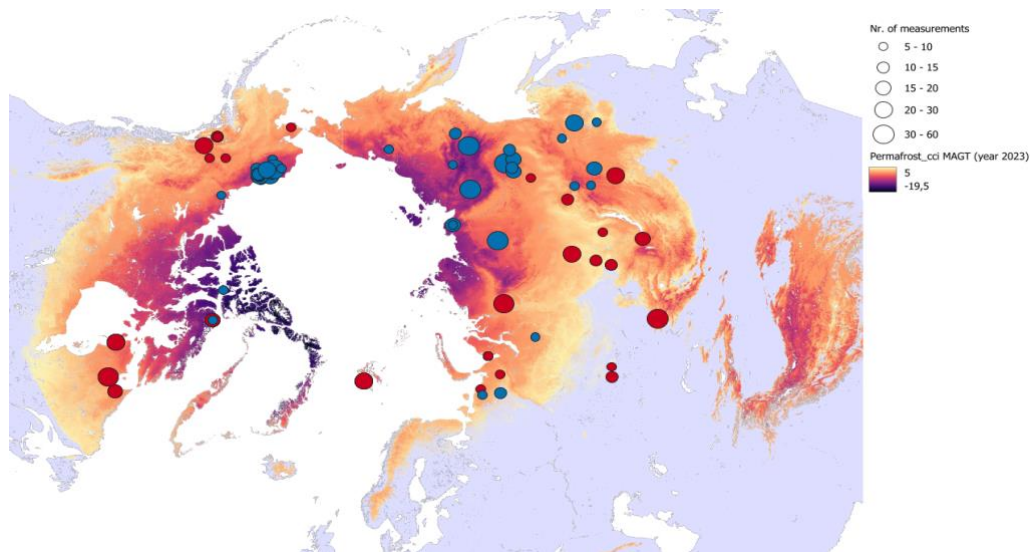 Nr. of measurements
5 - 10
10 - 15
15 - 20
20 - 30
30 - 60
Permafrost_cci MAGT (year 2023)
5
-19,5